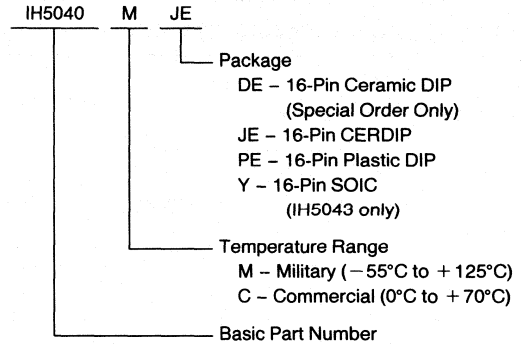 IH5040 M JE
Package
DE – 16-Pin Ceramic DIP
(Special Order Only)
JE – 16-Pin CERDIP
PE – 16-Pin Plastic DIP
Y – 16-Pin SOIC
(IH5043 only)
Temperature Range
M – Military (−55°C to +125°C)
C – Commercial (0°C to +70°C)
Basic Part Number